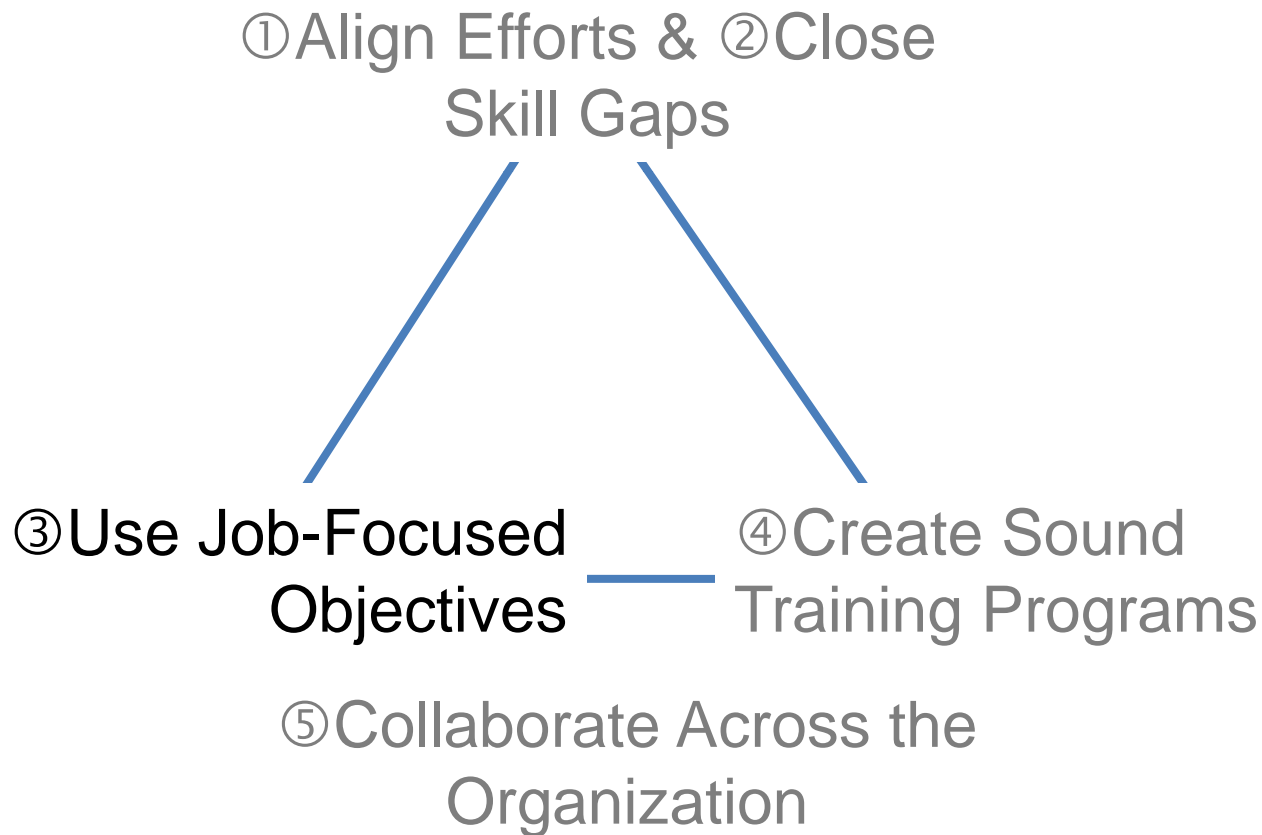 ①Align Efforts & ②Close
Skill Gaps
③Use Job-Focused
Objectives
④Create Sound
Training Programs
⑤Collaborate Across the
Organization